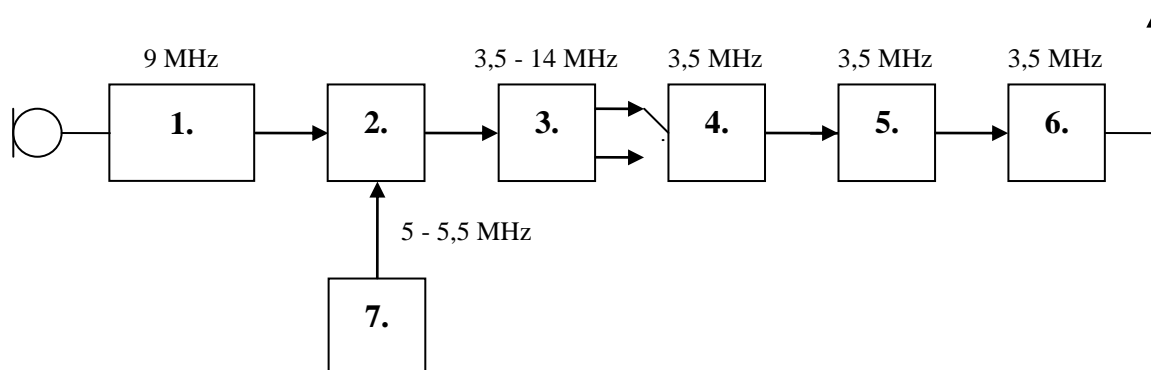 9 MHz
3,5 - 14 MHz
3,5 MHz
3,5 MHz
3,5 MHz
1.
2.
3.
4.
5.
6.
5 - 5,5 MHz
7.